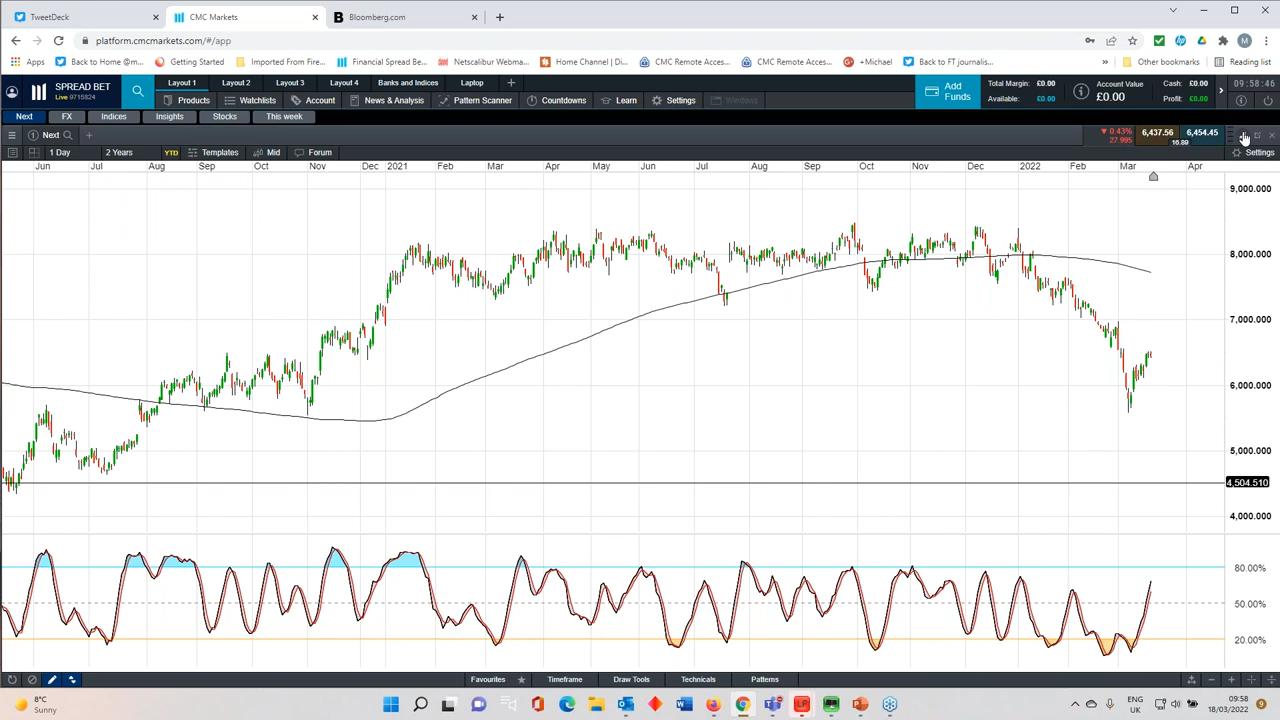 TweetDeck CMC Markets Bloomberg.com
platform.cmcmarkets.com/#/app M
Apps Back to Home @m... Getting Started Imported From Fire... Financial Spread Be... Netscalibur Webma... Home Channel | Di... CMC Remote Acces... CMC Remote Acces... +Michael Back to FT journalis... » Other bookmarks Reading list
SPREAD BET
Live 9715824
Layout 1 Layout 2 Layout 3 Layout 4 Banks and Indices Laptop
Products Watchlists Account News & Analysis Pattern Scanner Countdowns Learn Settings Windows
Add Funds
Total Margin: £0.00
Available: £0.00
Account Value
£0.00
Cash: £0.00
Profit: £0.00
09:58:46
Next FX Indices Insights Stocks This week
1 Next
0.43%
27.995
6,437.56 6,454.45
16.89
1 Day 2 Years YTD Templates Mid Forum Settings
Jun Jul Aug Sep Oct Nov Dec 2021 Feb Mar Apr May Jun Jul Aug Sep Oct Nov Dec 2022 Feb Mar Apr
9,000.000
8,000.000
7,000.000
6,000.000
5,000.000
4,504.510
4,000.000
80.00%
50.00%
20.00%
Favourites Timeframe Draw Tools Technicals Patterns
8°C
Sunny
ENG
UK
09:58
18/03/2022